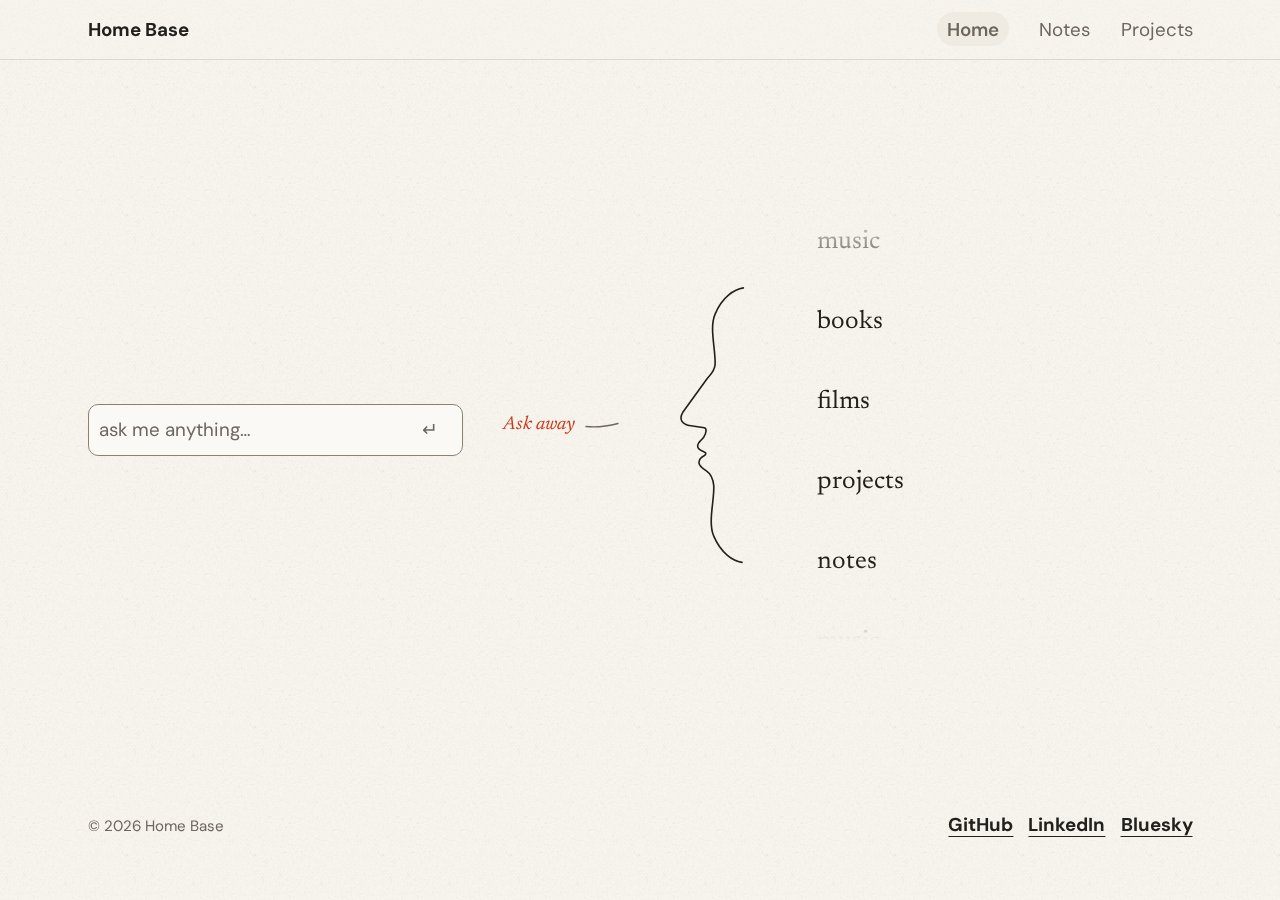 Home Base
Home Notes Projects
music
books
films
projects
notes
ask me anything...
Ask away
© 2026 Home Base
GitHub LinkedIn Bluesky